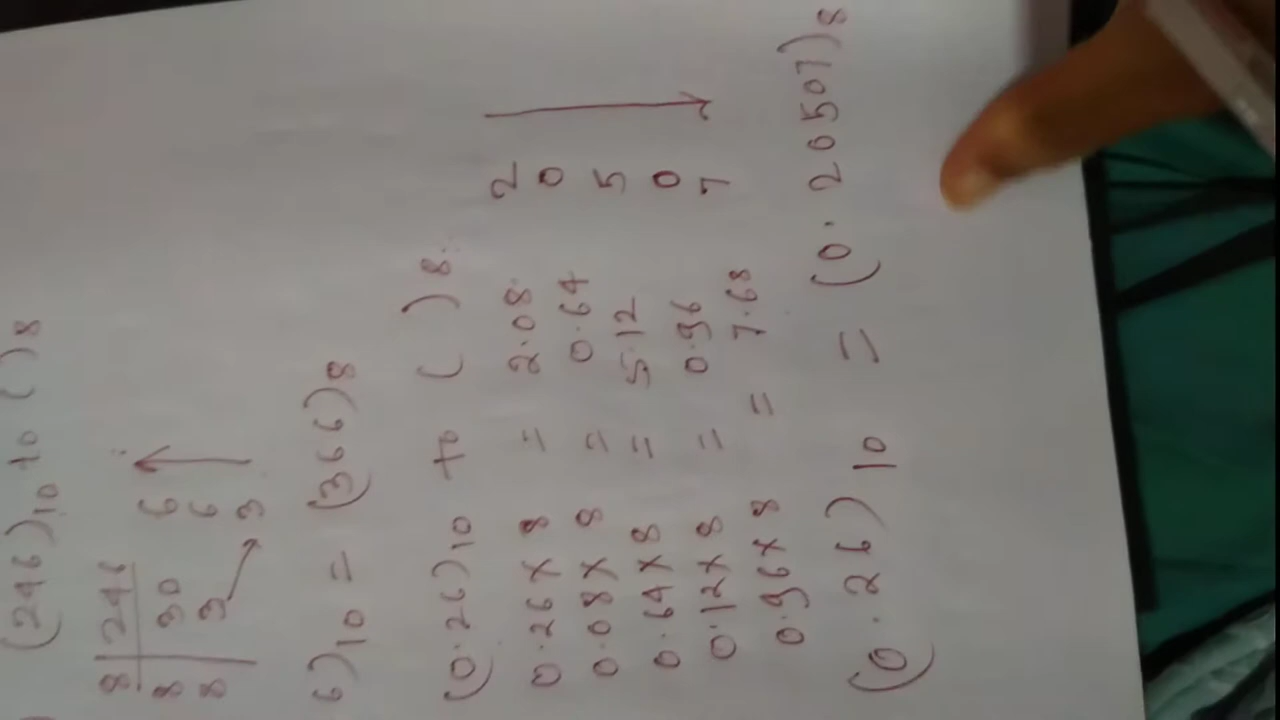 (246)10 to ( )8
8 246
8 30 6
8 3 6
3
6)10 = (366)8
(0.26)10 to ( )8.
0.26 x 8 = 2.08. 2
0.08 x 8 = 0.64 0
0.64 x 8 = 5.12 5
0.12 x 8 = 0.96 0
0.96 x 8 = 7.68 7
(0.26)10 = (0.20507)8